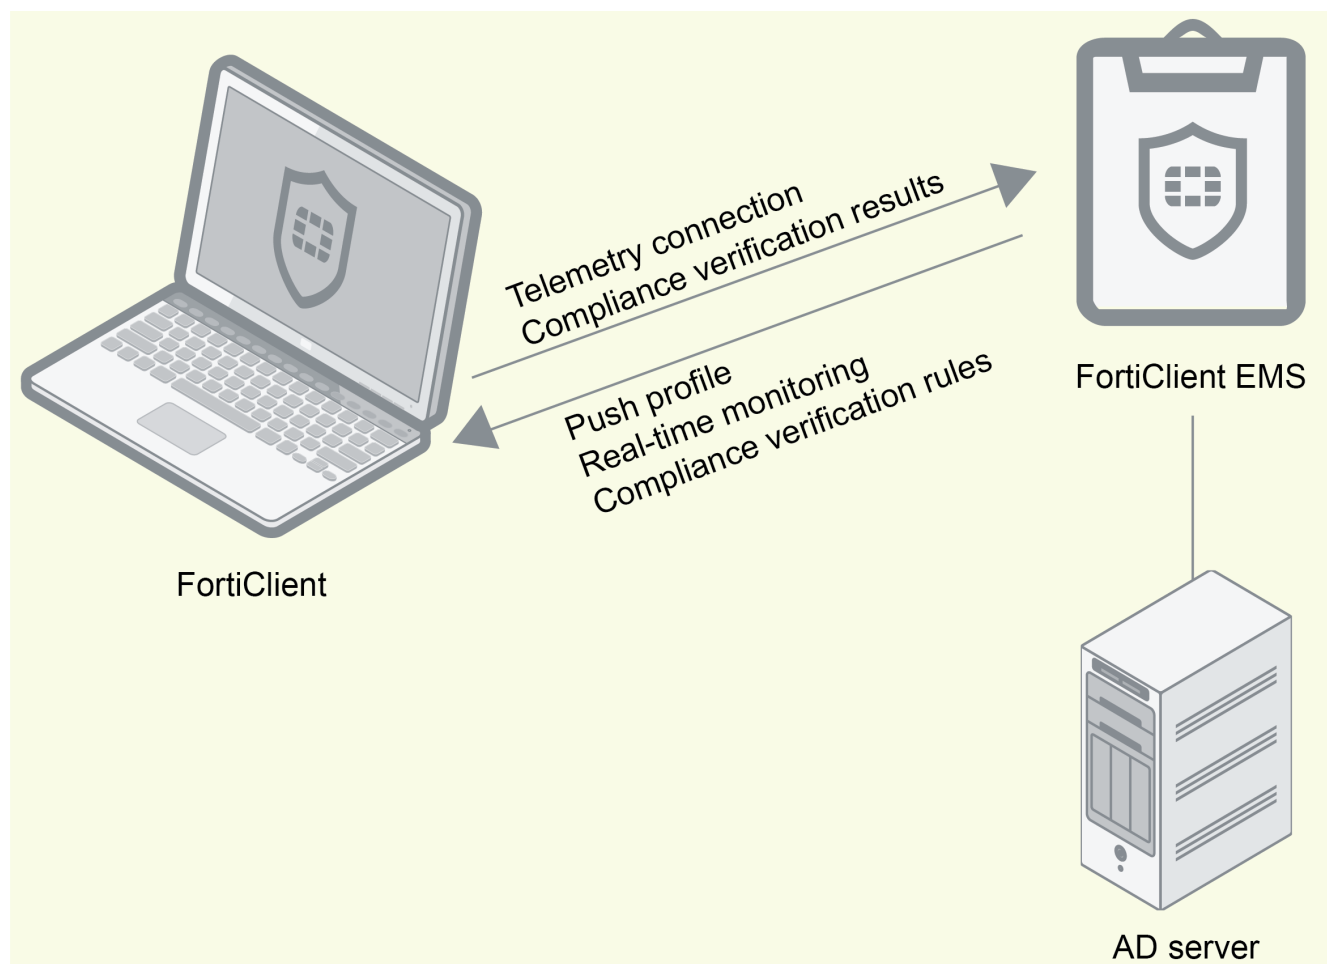 Telemetry connection
Compliance verification results
Push profile
Real-time monitoring
Compliance verification rules
FortiClient EMS
FortiClient
AD server